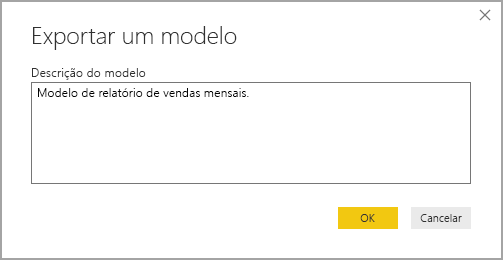 Exportar um modelo
Descrição do modelo
Modelo de relatório de vendas mensais.
OK
Cancelar